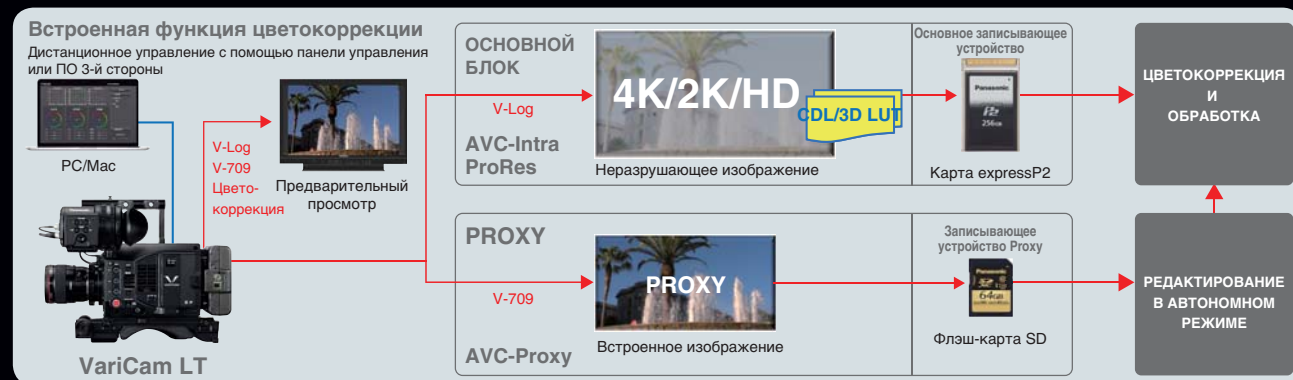 Встроенная функция цветокоррекции
Дистанционное управление с помощью панели управления
или ПО 3-й стороны
PC/Mac
V-Log
V-709
Цвето-
коррекция
Предварительный
просмотр
VariCam LT
ОСНОВНОЙ
БЛОК
V-Log
AVC-Intra
ProRes
4K/2K/HD
CDL/3D LUT
Неразрушающее изображение
Основное записывающее
устройство
Panasonic
P2
256GB
Карта expressP2
ЦВЕТОКОРРЕКЦИЯ
И
ОБРАБОТКА
PROXY
V-709
AVC-Proxy
PROXY
Встроенное изображение
Записывающее
устройство Proxy
Panasonic
64GB
Флэш-карта SD
РЕДАКТИРОВАНИЕ
В АВТОНОМНОМ
РЕЖИМЕ